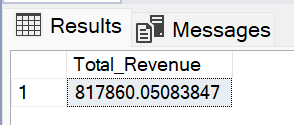 Results Messages
Total_Revenue
1 817860.05083847